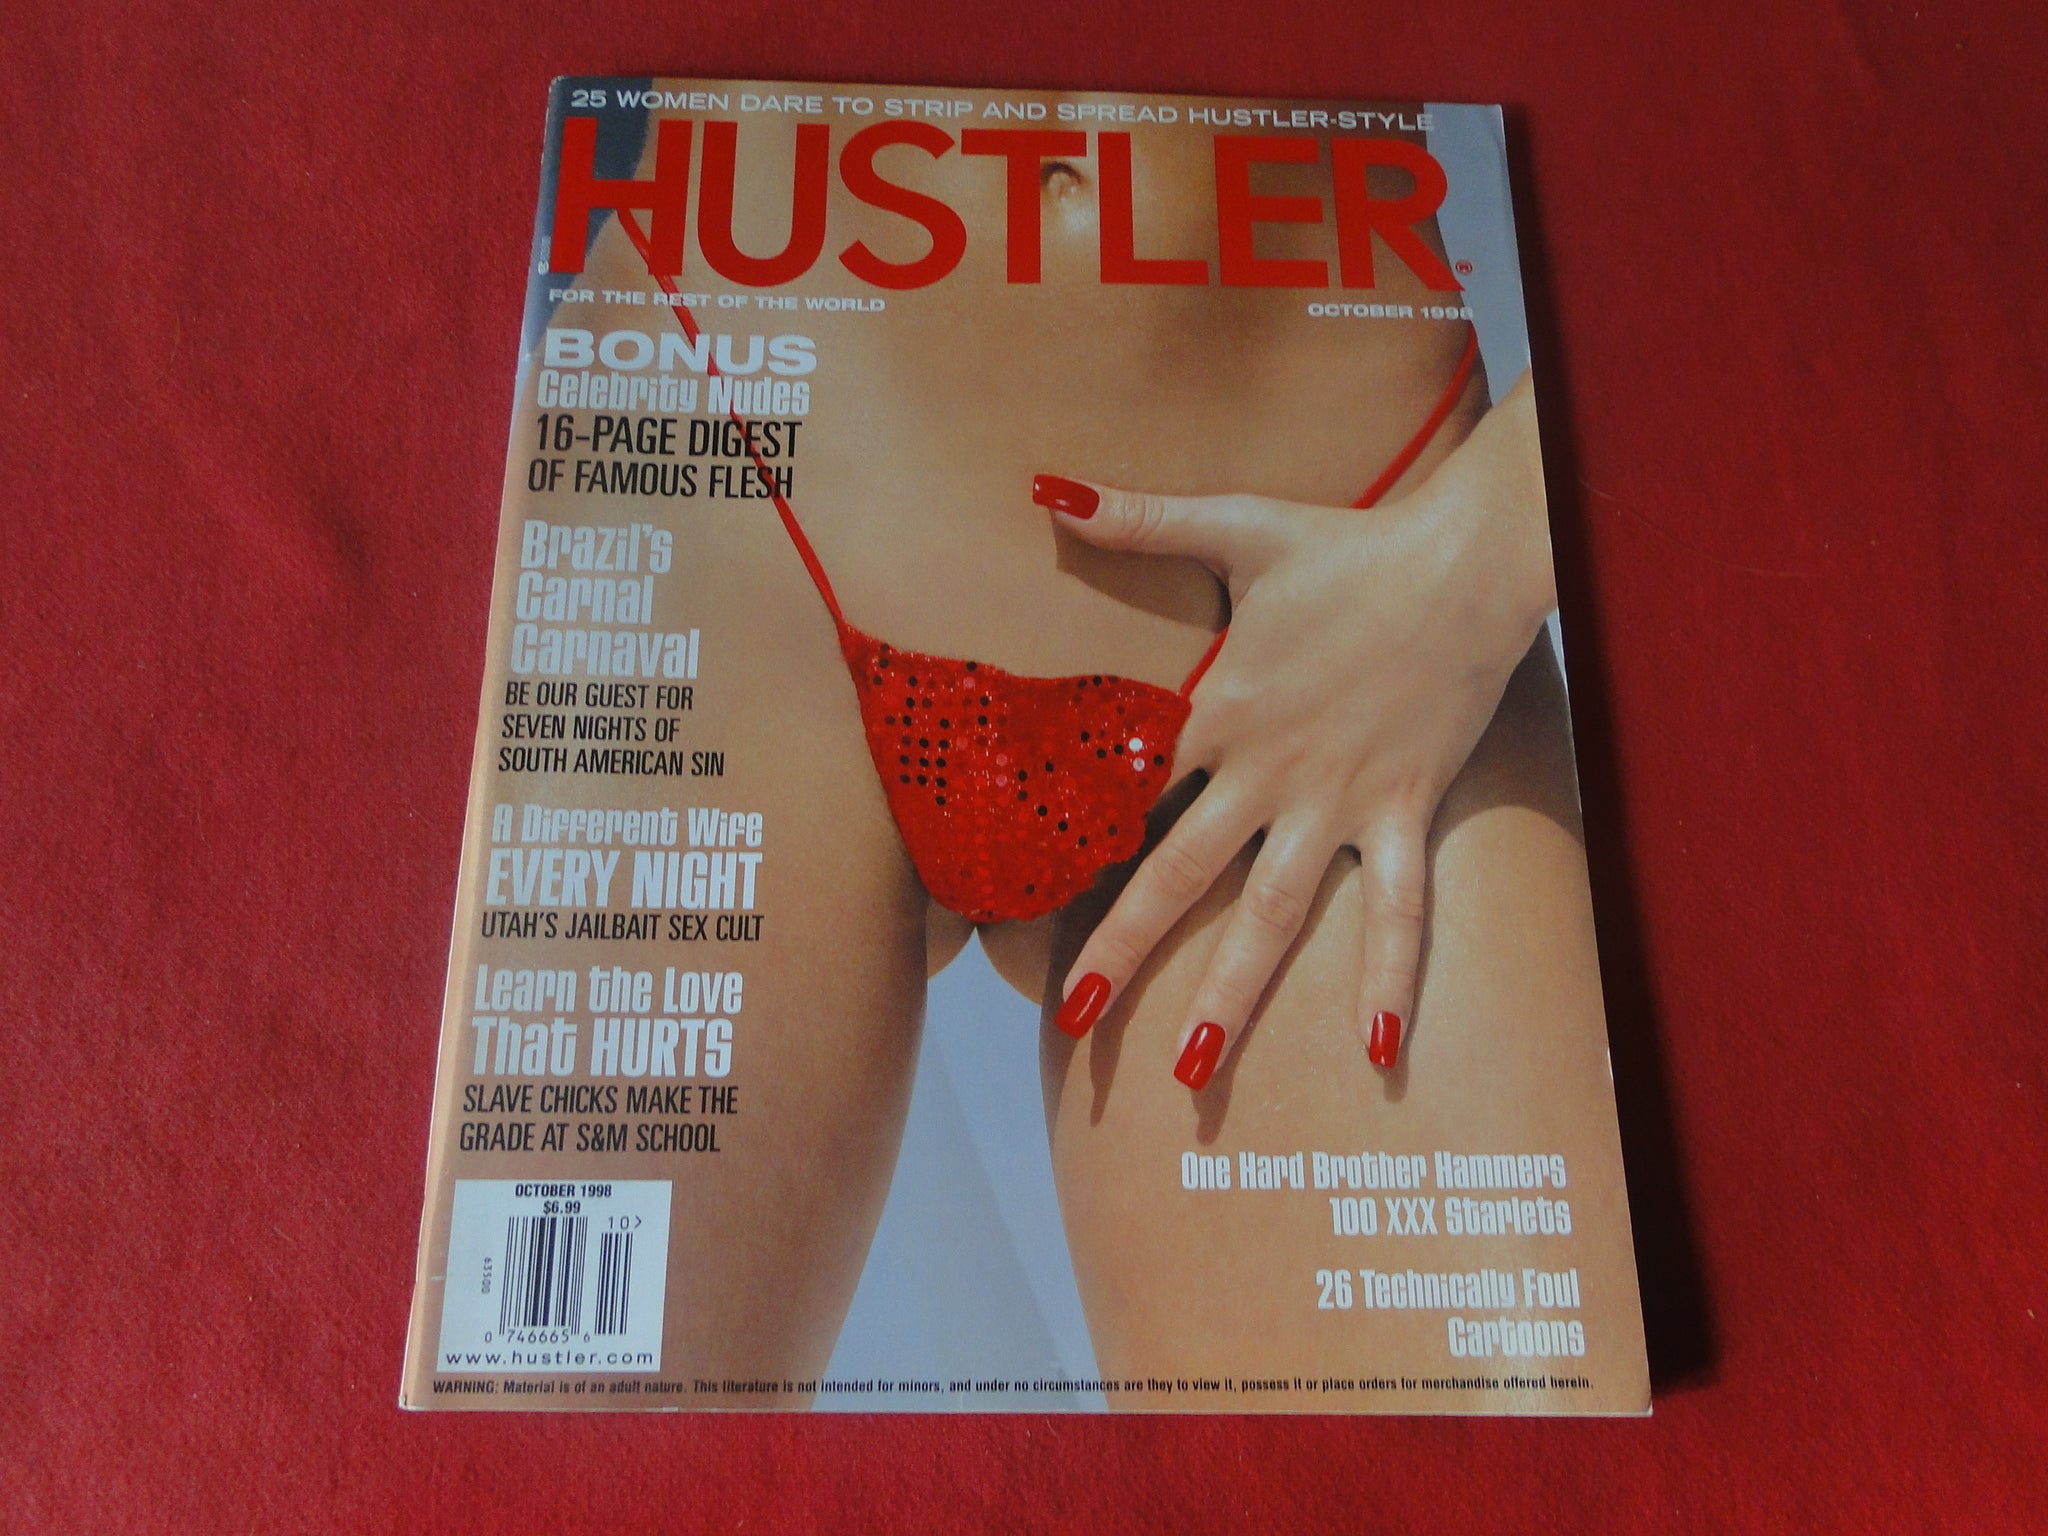 25 WOMEN DARE TO STRIP AND SPREAD HUSTLER-STYLE
HUSTLER®
FOR THE REST OF THE WORLD
OCTOBER 1998
BONUS
Celebrity Nudes
16-PAGE DIGEST
OF FAMOUS FLESH
Brazil's
Carnal
Carnaval
BE OUR GUEST FOR
SEVEN NIGHTS OF
SOUTH AMERICAN SIN
A Different Wife
EVERY NIGHT
UTAH'S JAILBAIT SEX CULT
Learn the Love
That HURTS
SLAVE CHICKS MAKE THE
GRADE AT S&M SCHOOL
One Hard Brother Hammers
100 XXX Starlets
26 Technically Foul
Cartoons
OCTOBER 1998
$6.99
10>
63500
0 746665 6
www.hustler.com
WARNING: Material is of an adult nature. This literature is not intended for minors, and under no circumstances are they to view it, possess it or place orders for merchandise offered herein.